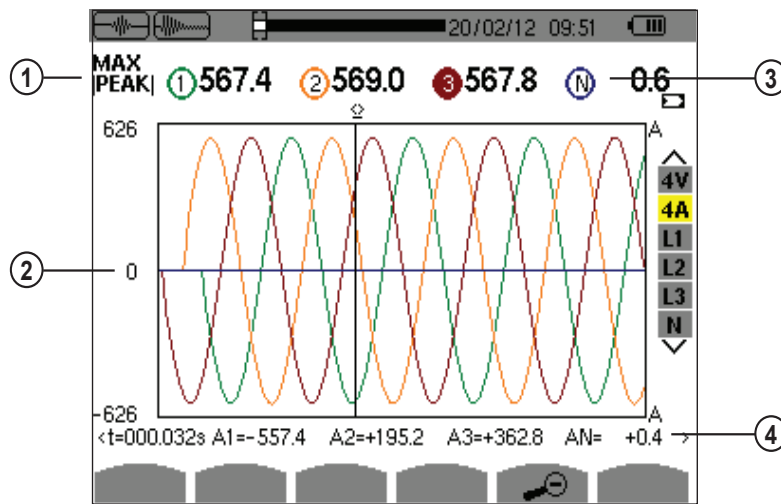 20/02/12 09:51
MAX
|PEAK| 1 567.4 2 569.0 3 567.8 N 0.6
1
3
626 A
4V
4A
L1
L2
L3
N
2
0
-626 A
<t=000.032s A1=-557.4 A2=+195.2 A3=+362.8 AN= +0.4 >
4